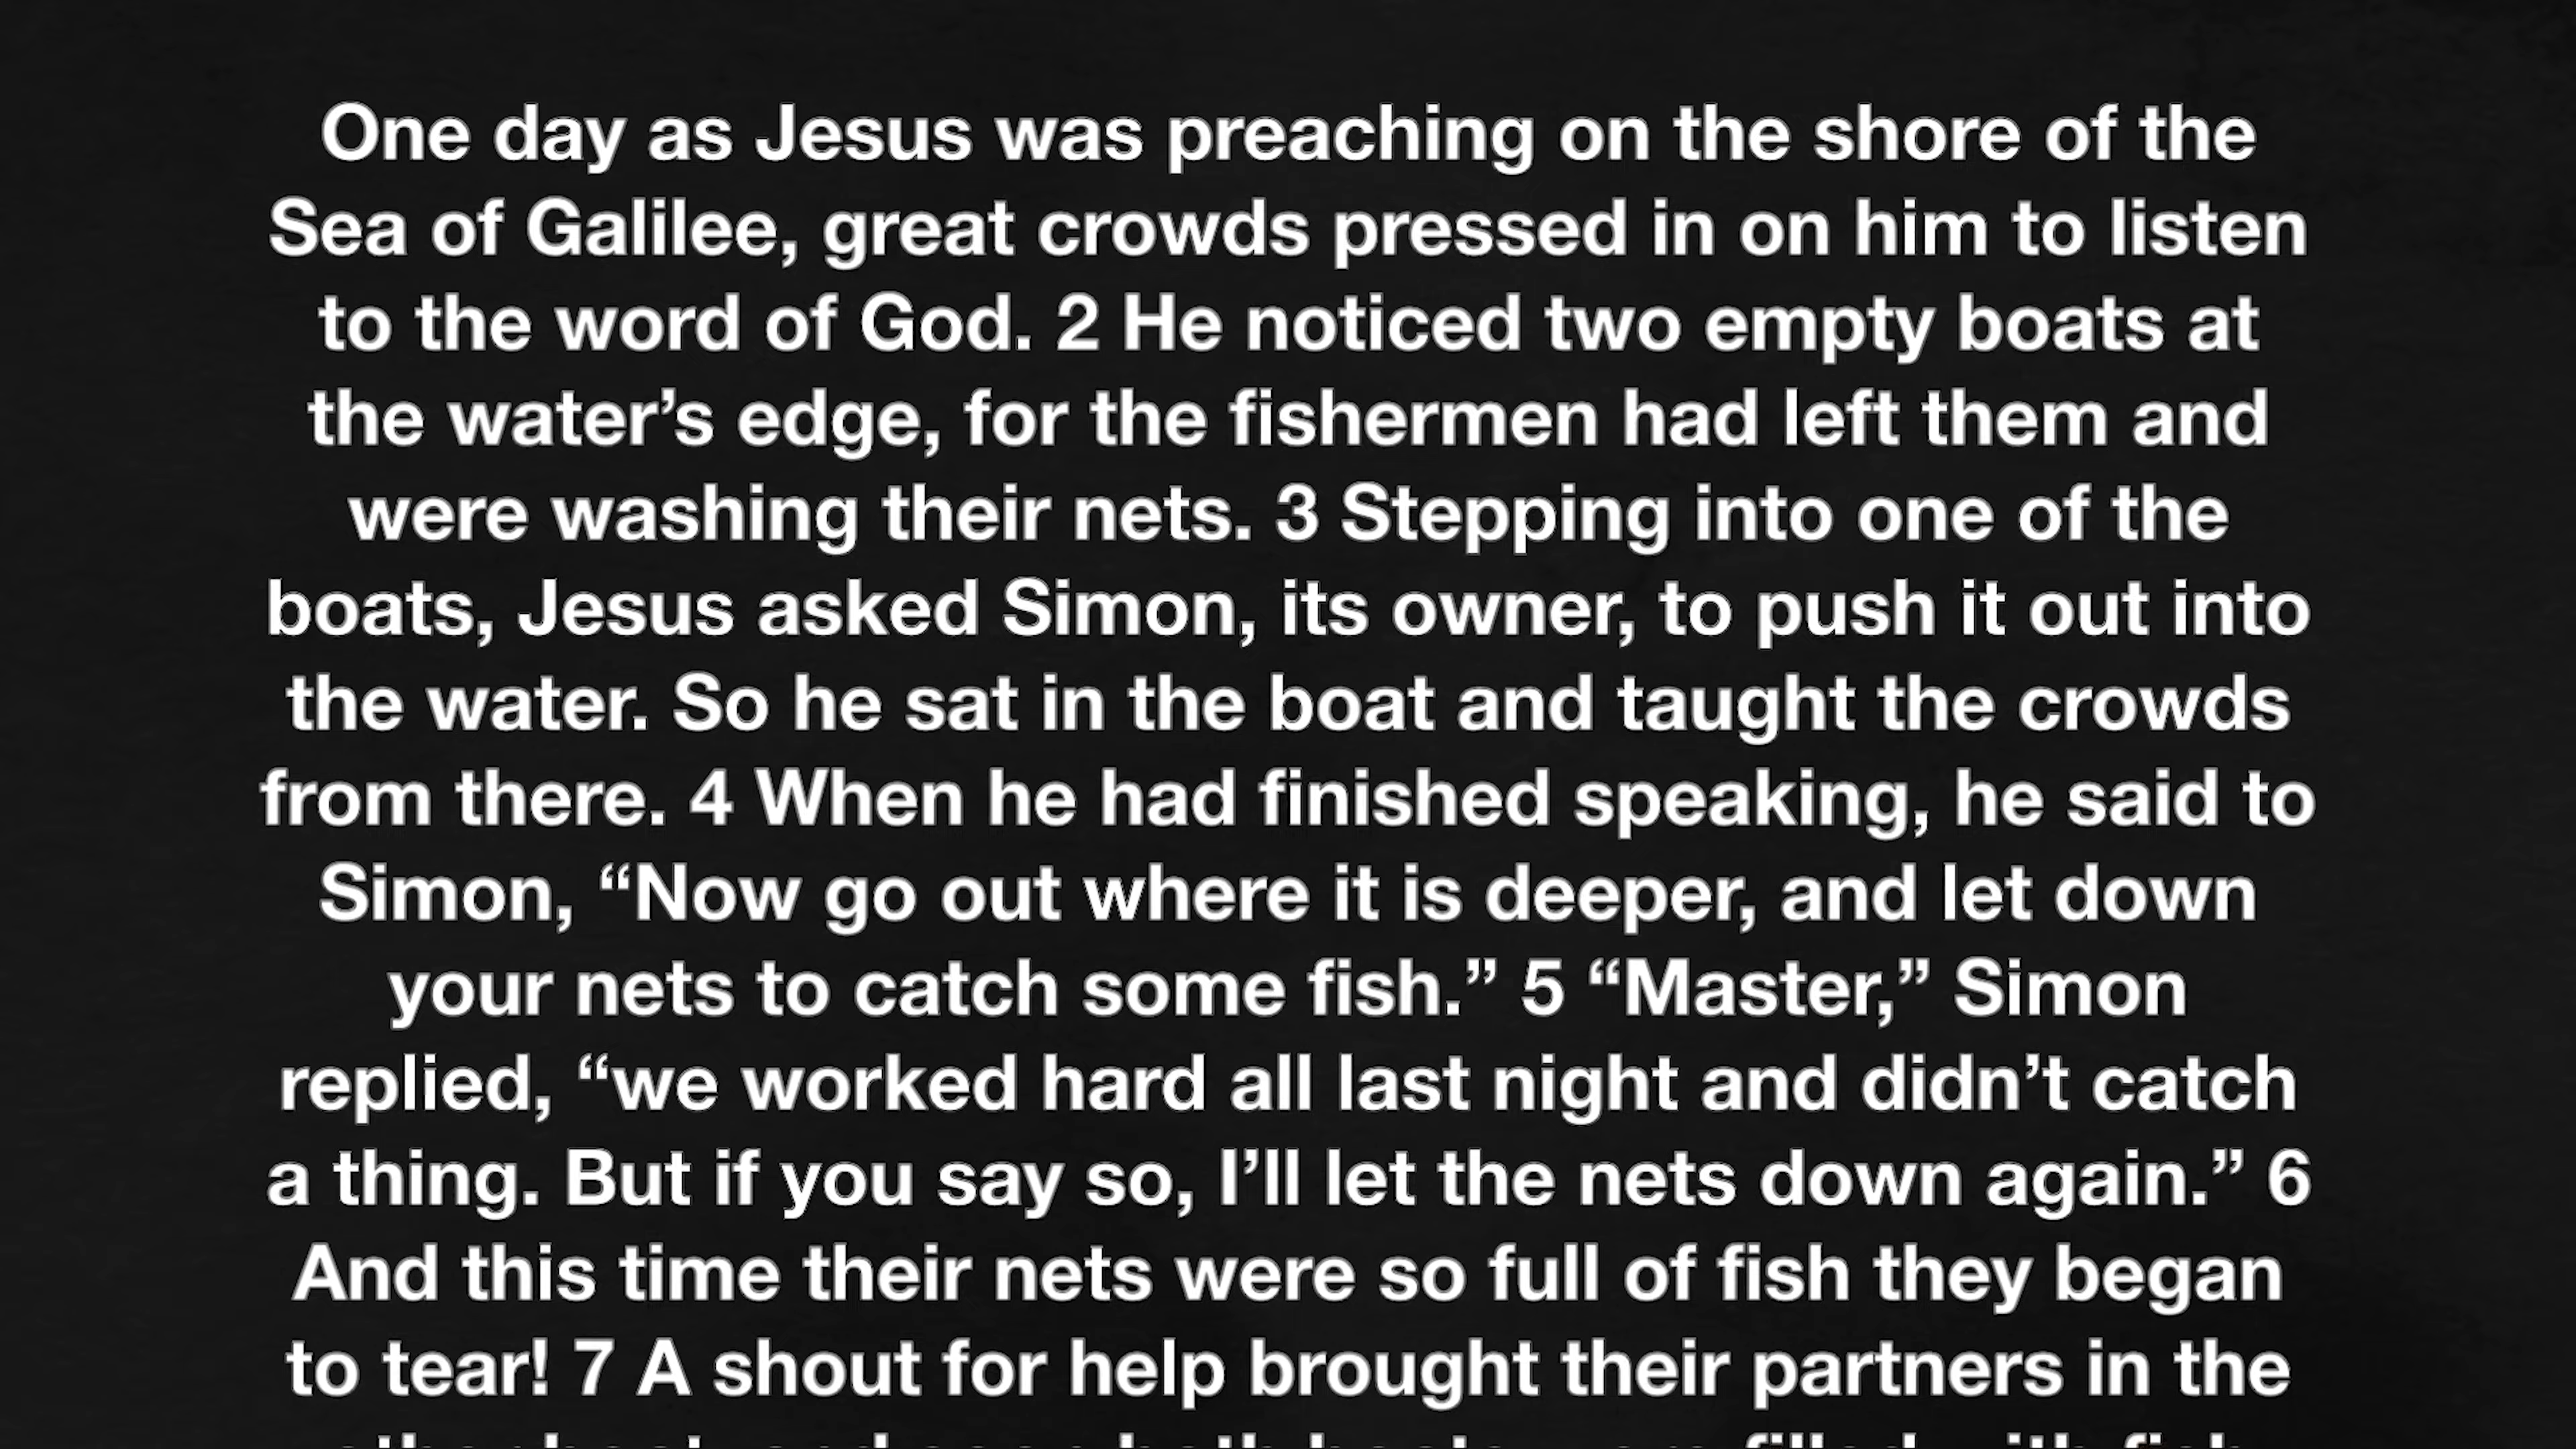 One day as Jesus was preaching on the shore of the
Sea of Galilee, great crowds pressed in on him to listen
to the word of God. 2 He noticed two empty boats at
the water’s edge, for the fishermen had left them and
were washing their nets. 3 Stepping into one of the
boats, Jesus asked Simon, its owner, to push it out into
the water. So he sat in the boat and taught the crowds
from there. 4 When he had finished speaking, he said to
Simon, “Now go out where it is deeper, and let down
your nets to catch some fish.” 5 “Master,” Simon
replied, “we worked hard all last night and didn’t catch
a thing. But if you say so, I’ll let the nets down again.” 6
And this time their nets were so full of fish they began
to tear! 7 A shout for help brought their partners in the